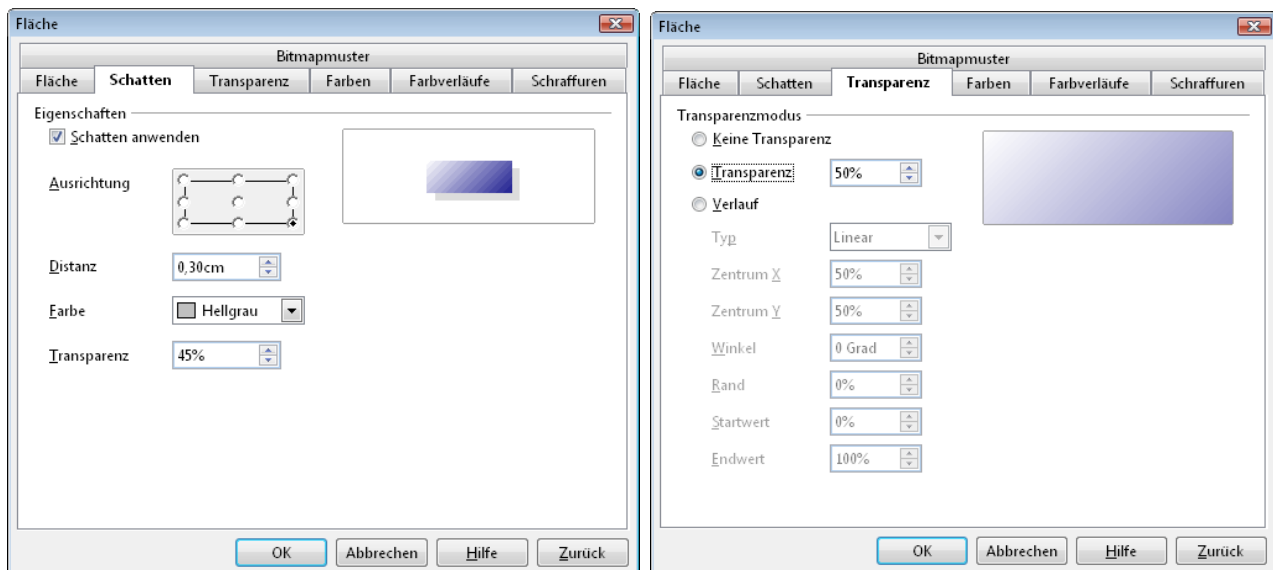 Fläche
Bitmapmuster
Fläche Schatten Transparenz Farben Farbverläufe Schraffuren
Eigenschaften
Schatten anwenden
Ausrichtung
Distanz 0,30cm
Farbe Hellgrau
Transparenz 45%
OK Abbrechen Hilfe Zurück
Fläche
Bitmapmuster
Fläche Schatten Transparenz Farben Farbverläufe Schraffuren
Transparenzmodus
Keine Transparenz
Transparenz 50%
Verlauf
Typ Linear
Zentrum X 50%
Zentrum Y 50%
Winkel 0 Grad
Rand 0%
Startwert 0%
Endwert 100%
OK Abbrechen Hilfe Zurück